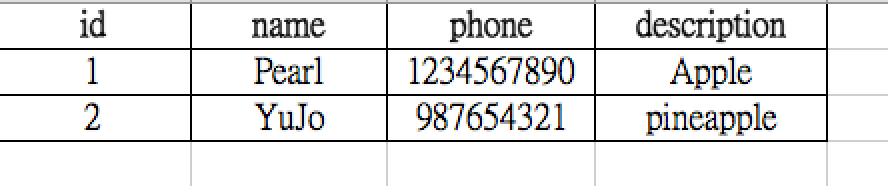 id name phone description
1 Pearl 1234567890 Apple
2 YuJo 987654321 pineapple